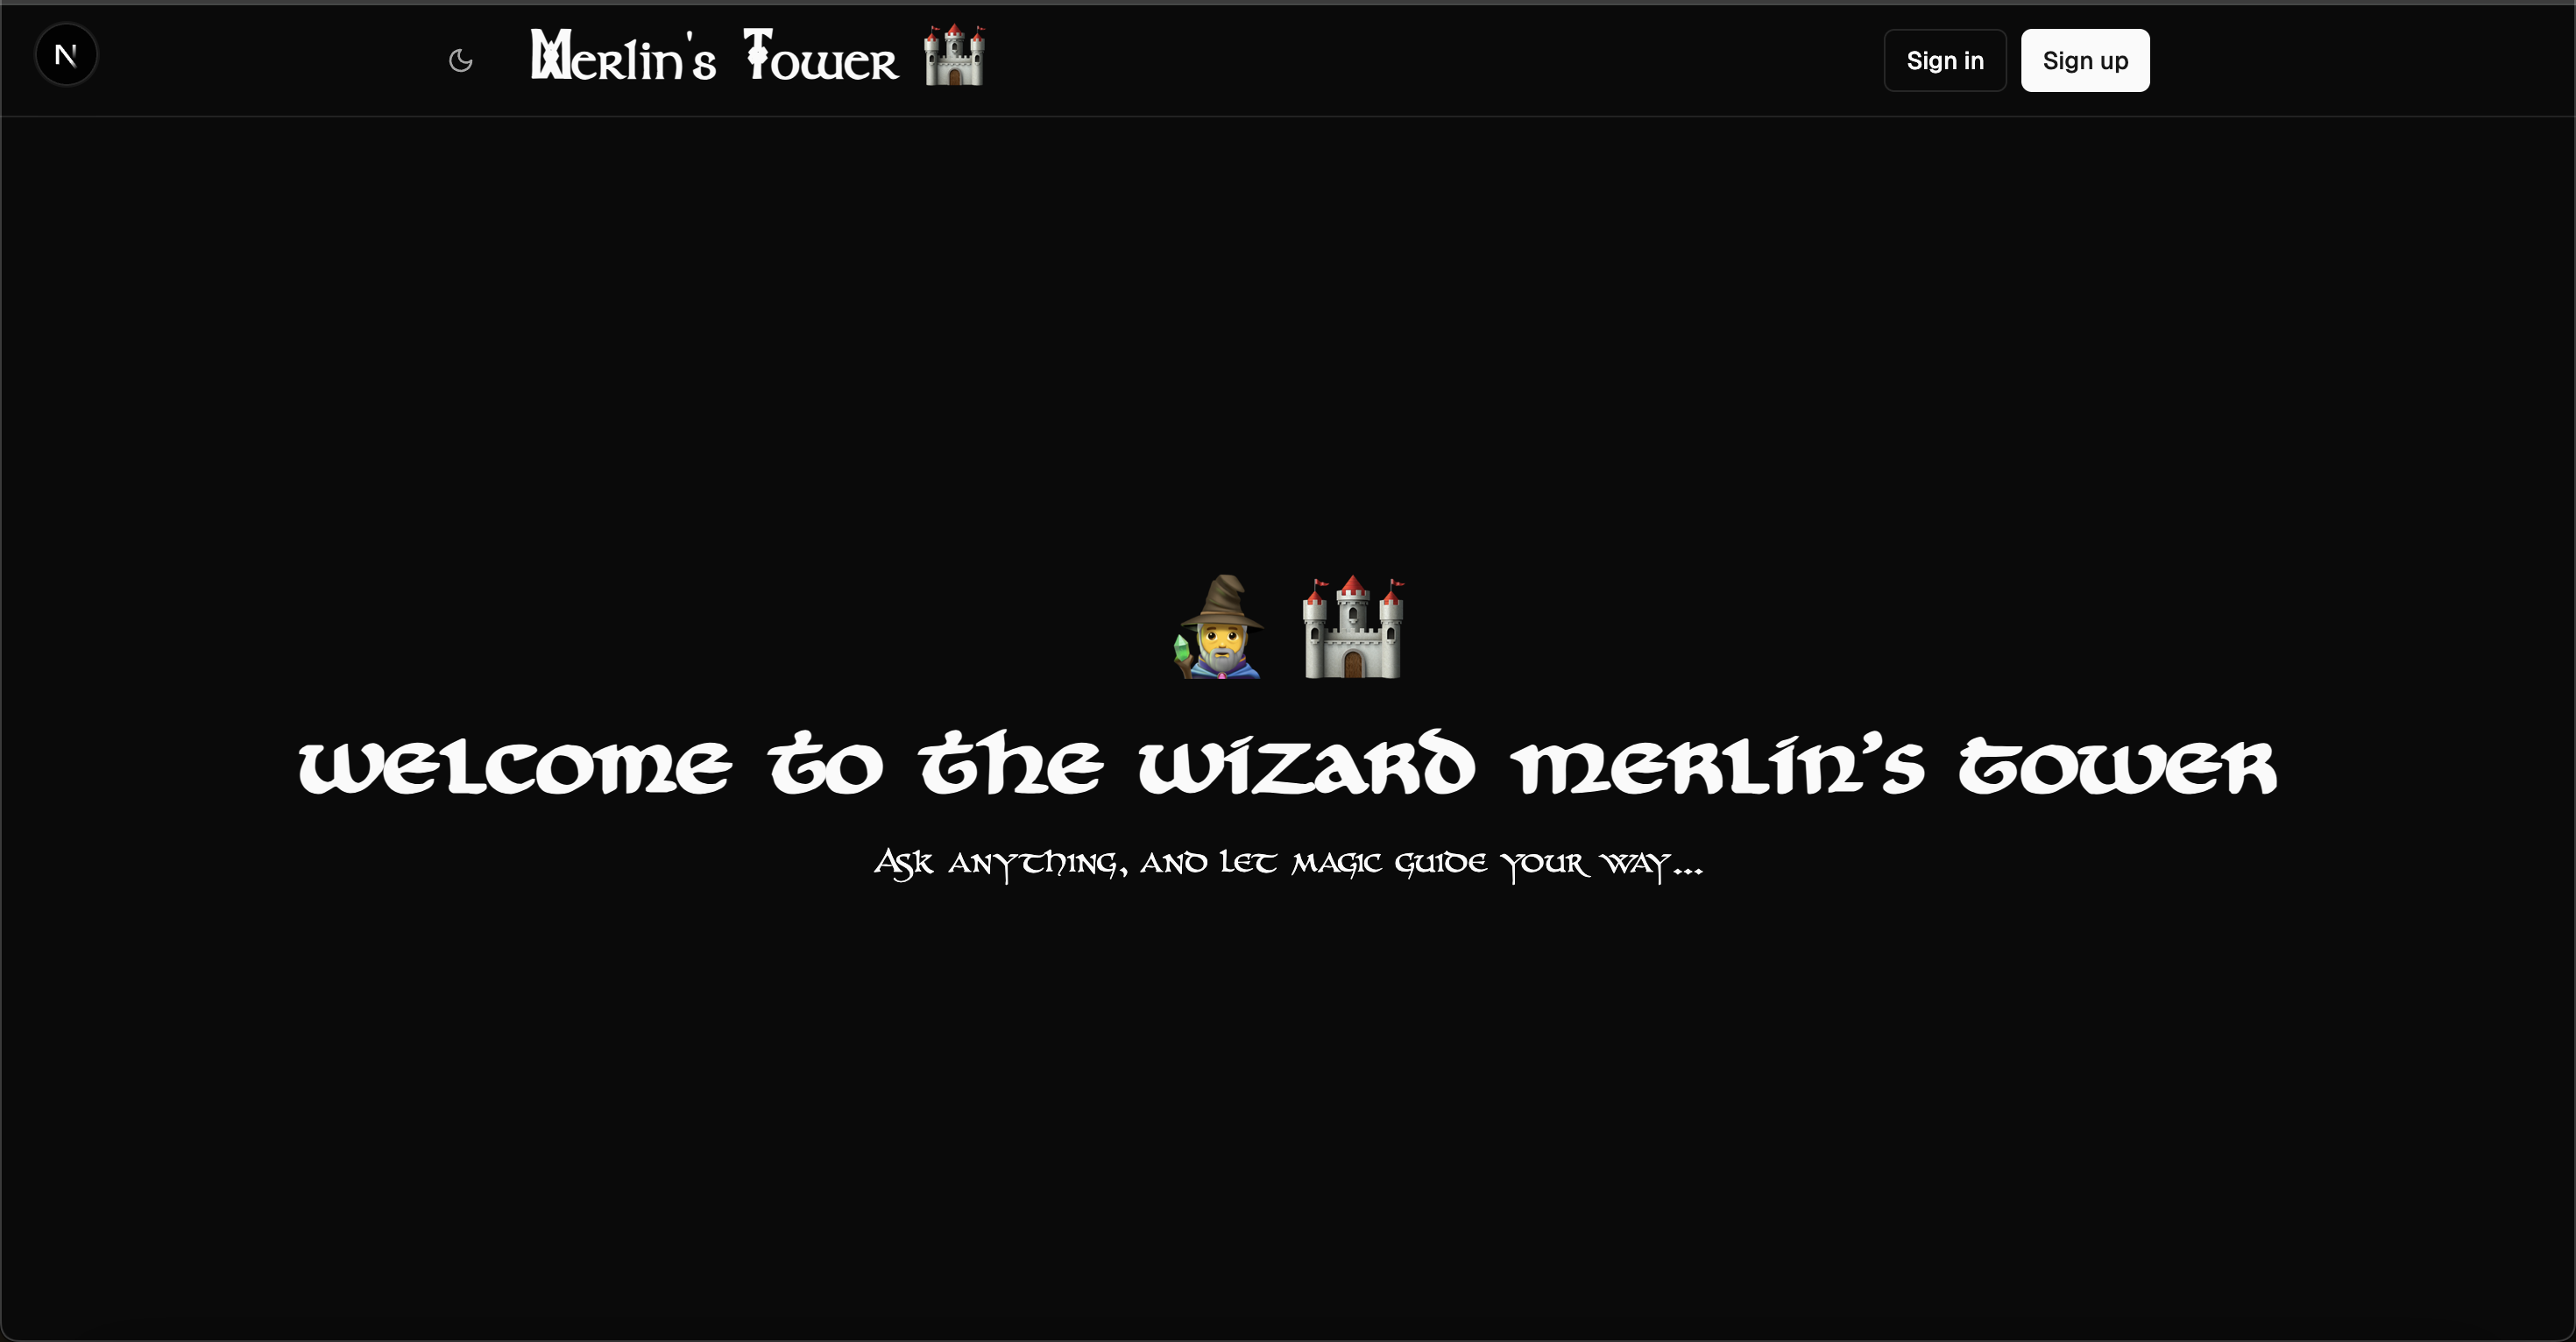 N
Merlin's Tower
Sign in
Sign up
welcome to the wizard merlin's tower
Ask anything, and let magic guide your way...